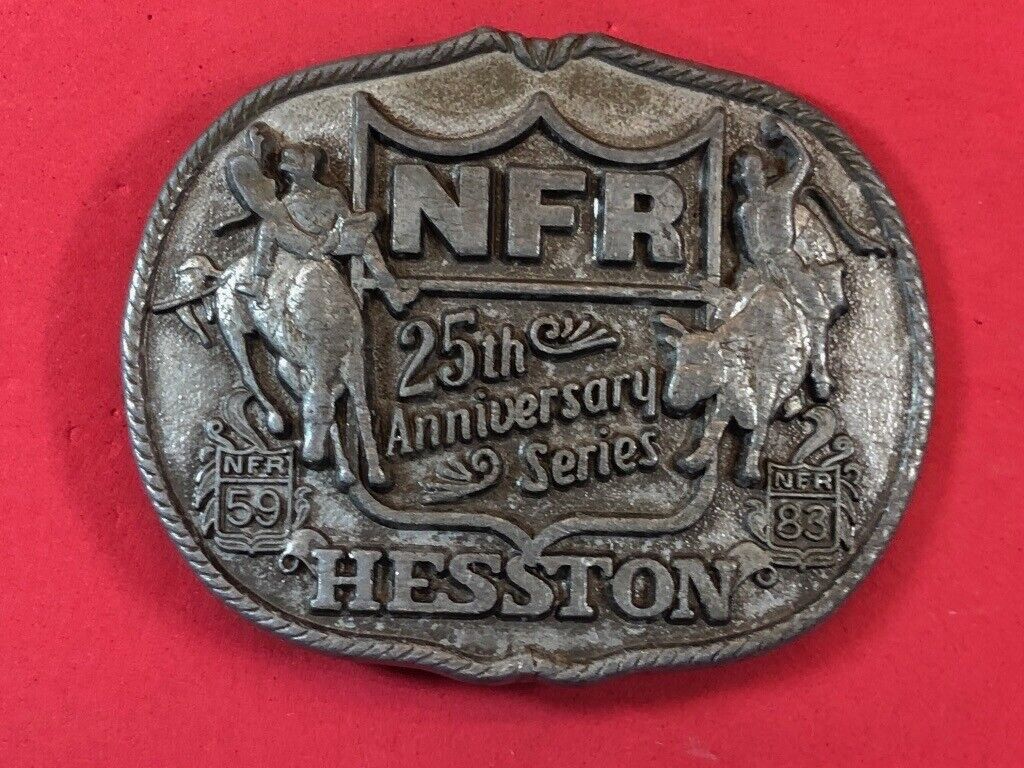 NFR
25th
Anniversary
Series
NFR
59
NFR
83
HESSTON